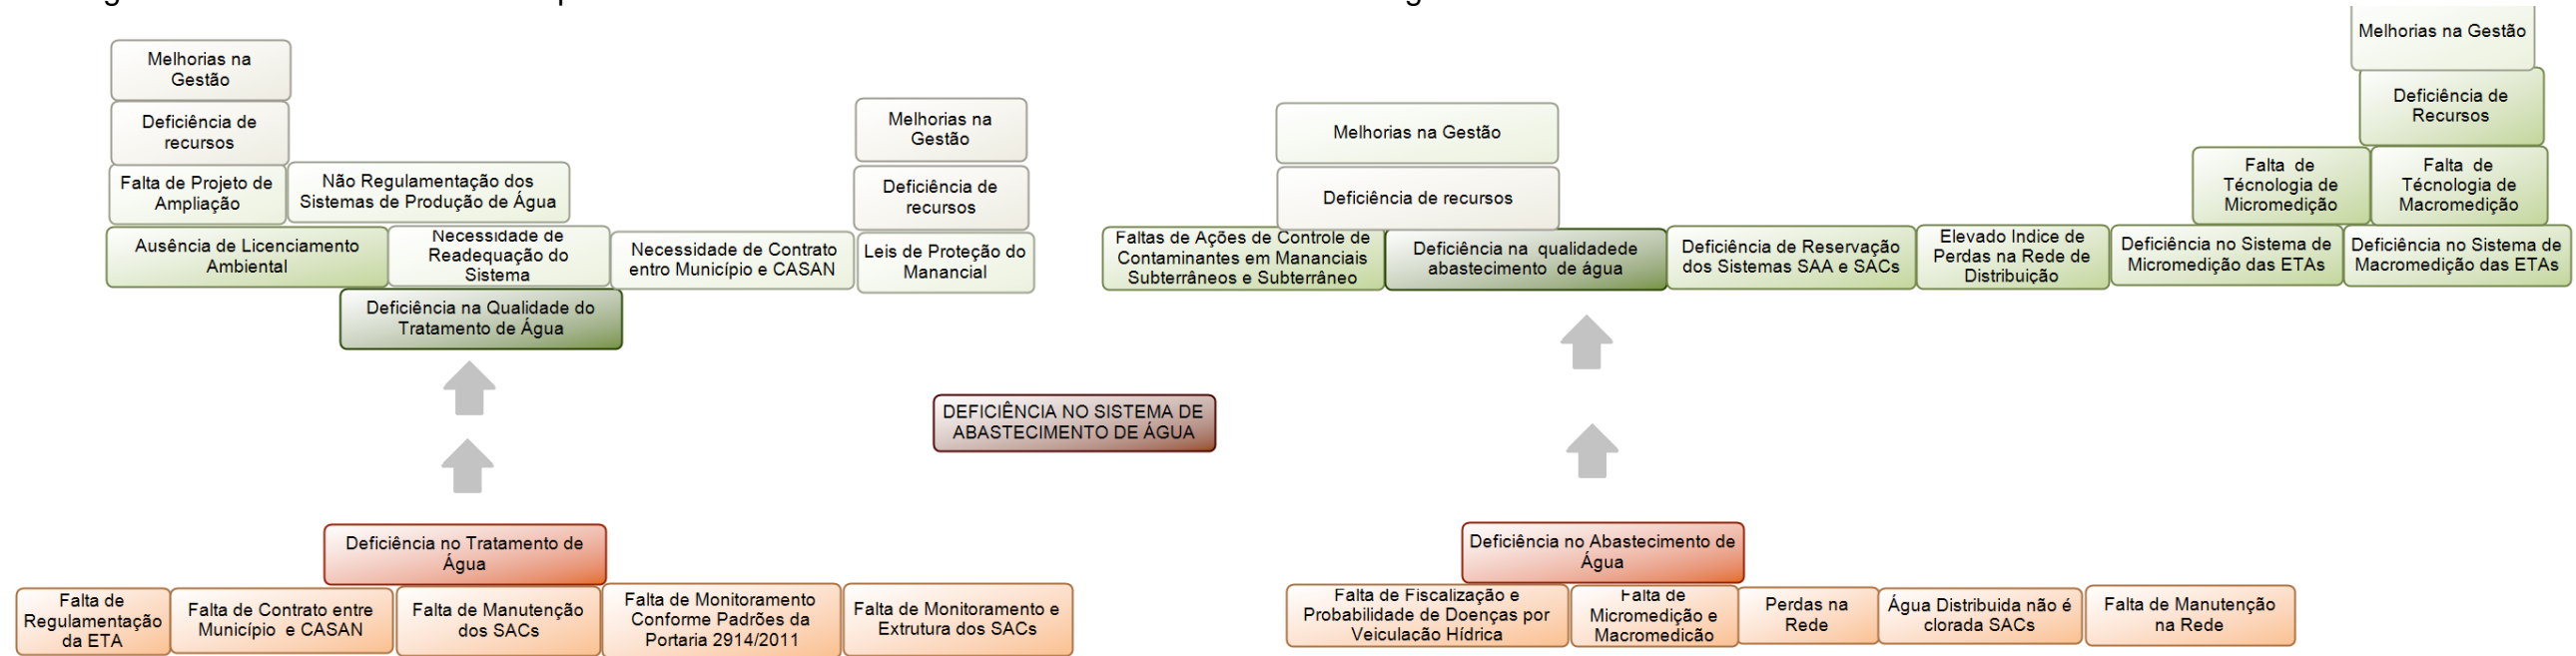 Melhorias na
Gestão
Deficiência de
recursos
Falta de Projeto de
Ampliação
Não Regulamentação dos
Sistemas de Produção de Água
Ausência de Licenciamento
Ambiental
Necessidade de
Readequação do
Sistema
Necessidade de Contrato
entre Município e CASAN
Melhorias na
Gestão
Deficiência de
recursos
Leis de Proteção do
Manancial
Deficiência na Qualidade do
Tratamento de Água
Melhorias na Gestão
Deficiência de recursos
Faltas de Ações de Controle de
Contaminantes em Mananciais
Subterrâneos e Subterrâneo
Deficiência na qualidadede
abastecimento de água
Deficiência de Reservação
dos Sistemas SAA e SACs
Elevado Indice de
Perdas na Rede de
Distribuição
Melhorias na Gestão
Deficiência de
Recursos
Falta de
Técnologia de
Micromedição
Falta de
Técnologia de
Macromedição
Deficiência no Sistema de
Micromedição das ETAs
Deficiência no Sistema de
Macromedição das ETAs
DEFICIÊNCIA NO SISTEMA DE
ABASTECIMENTO DE ÁGUA
Deficiência no Tratamento de
Água
Falta de
Regulamentação
da ETA
Falta de Contrato entre
Município e CASAN
Falta de Manutenção
dos SACs
Falta de Monitoramento
Conforme Padrões da
Portaria 2914/2011
Falta de Monitoramento e
Extrutura dos SACs
Deficiência no Abastecimento de
Água
Falta de Fiscalização e
Probabilidade de Doenças por
Veiculação Hídrica
Falta de
Micromedição e
Macromedicão
Perdas na
Rede
Água Distribuida não é
clorada SACs
Falta de Manutenção
na Rede